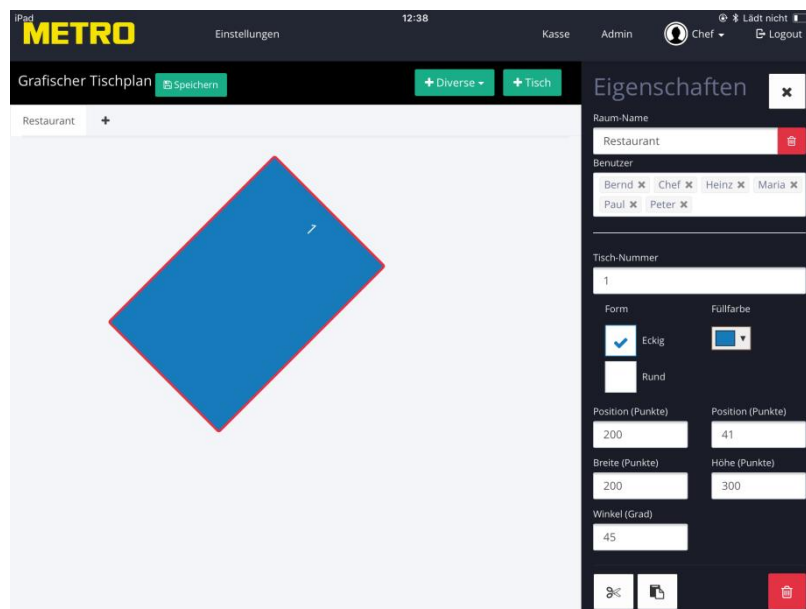 iPad 12:38 Lädt nicht
METRO Einstellungen Kasse Admin Chef Logout
Grafischer Tischplan Speichern + Diverse + Tisch
Restaurant +
1
Eigenschaften
Raum-Name
Restaurant
Benutzer
Bernd × Chef × Heinz × Maria ×
Paul × Peter ×
Tisch-Nummer
1
Form Füllfarbe
Eckig
Rund
Position (Punkte) Position (Punkte)
200 41
Breite (Punkte) Höhe (Punkte)
200 300
Winkel (Grad)
45